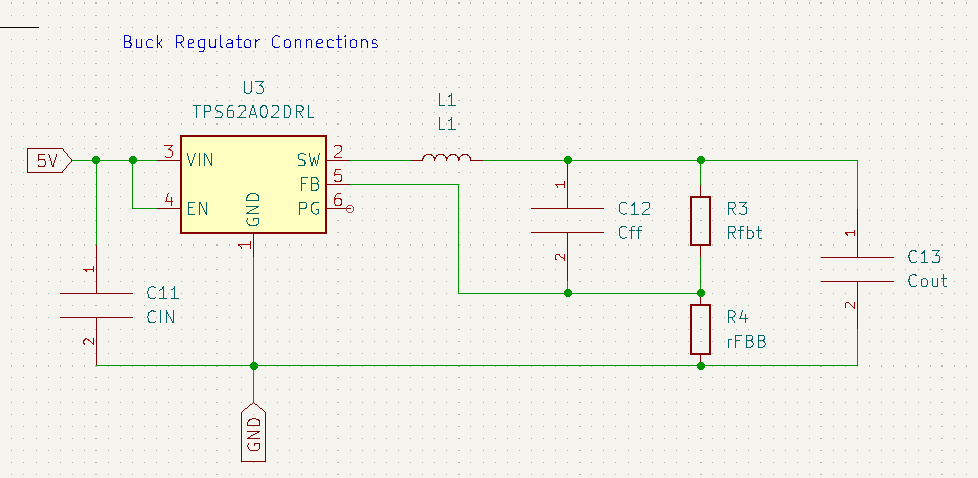 Buck Regulator Connections
U3
TPS62A02DRL
L1
L1
5V
3
VIN
SW
2
FB
5
4
EN
GND
PG
6
1
1
2
C12
Cff
R3
Rfbt
1
2
C13
Cout
1
2
C11
CIN
R4
rFBB
GND